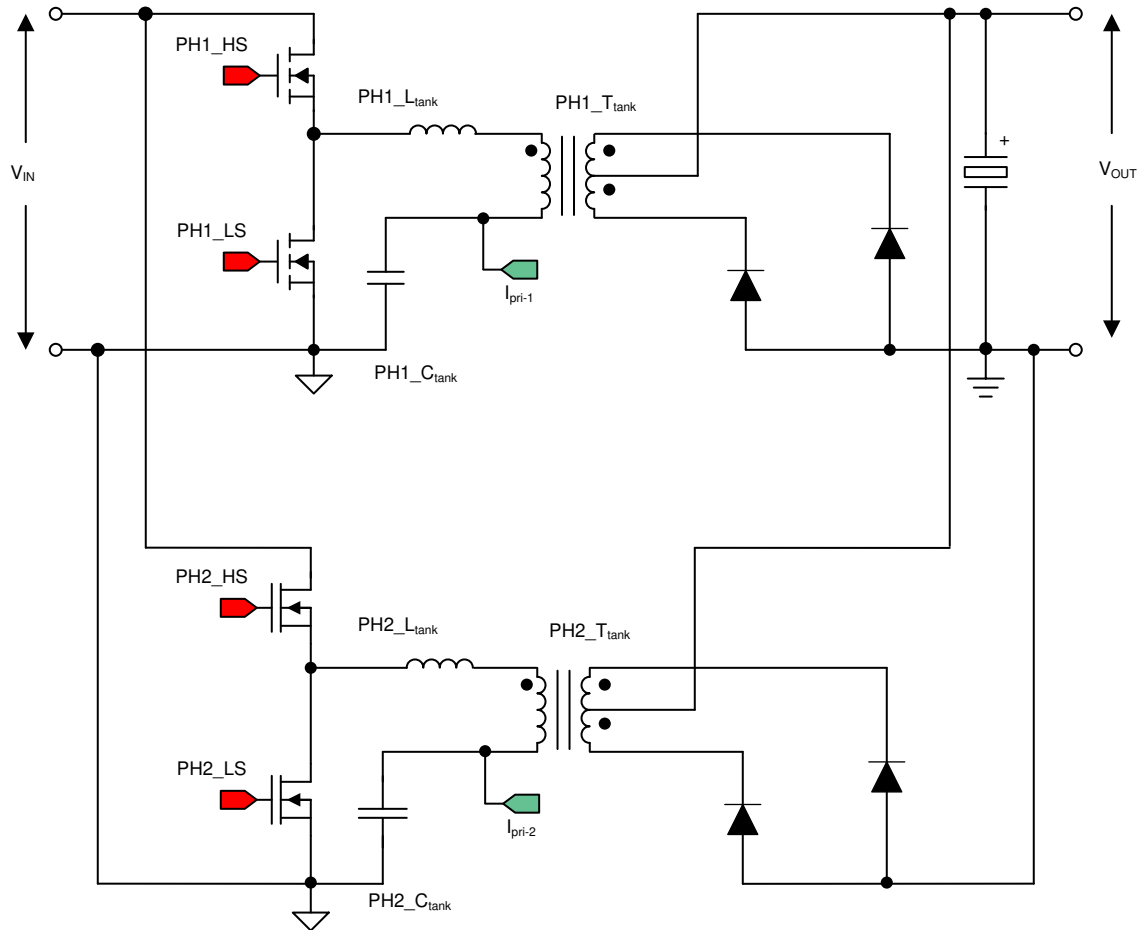 PH1_HS
PH1_Ltank
PH1_Ttank
+
VIN
VOUT
PH1_LS
Ipri-1
PH1_Ctank
PH2_HS
PH2_Ltank
PH2_Ttank
PH2_LS
Ipri-2
PH2_Ctank